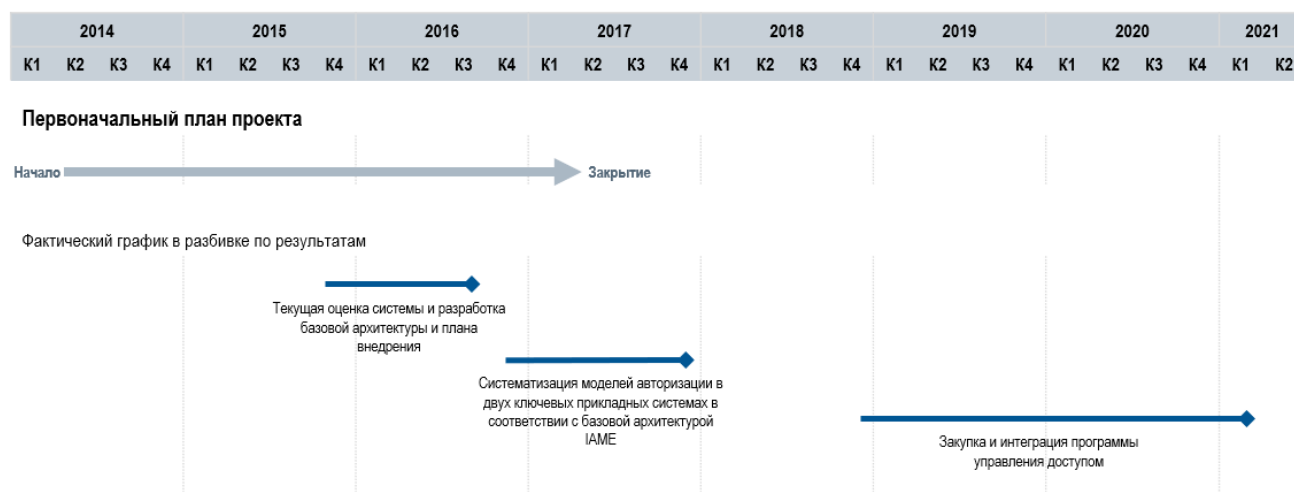 2014 2015 2016 2017 2018 2019 2020 2021
К1 К2 К3 К4 К1 К2 К3 К4 К1 К2 К3 К4 К1 К2 К3 К4 К1 К2 К3 К4 К1 К2 К3 К4 К1 К2 К3 К4 К1 К2
Первоначальный план проекта
Начало Закрытие
Фактический график в разбивке по результатам
Текущая оценка системы и разработка
базовой архитектуры и плана
внедрения
Систематизация моделей авторизации в
двух ключевых прикладных системах в
соответствии с базовой архитектурой
IAME
Закупка и интеграция программы
управления доступом